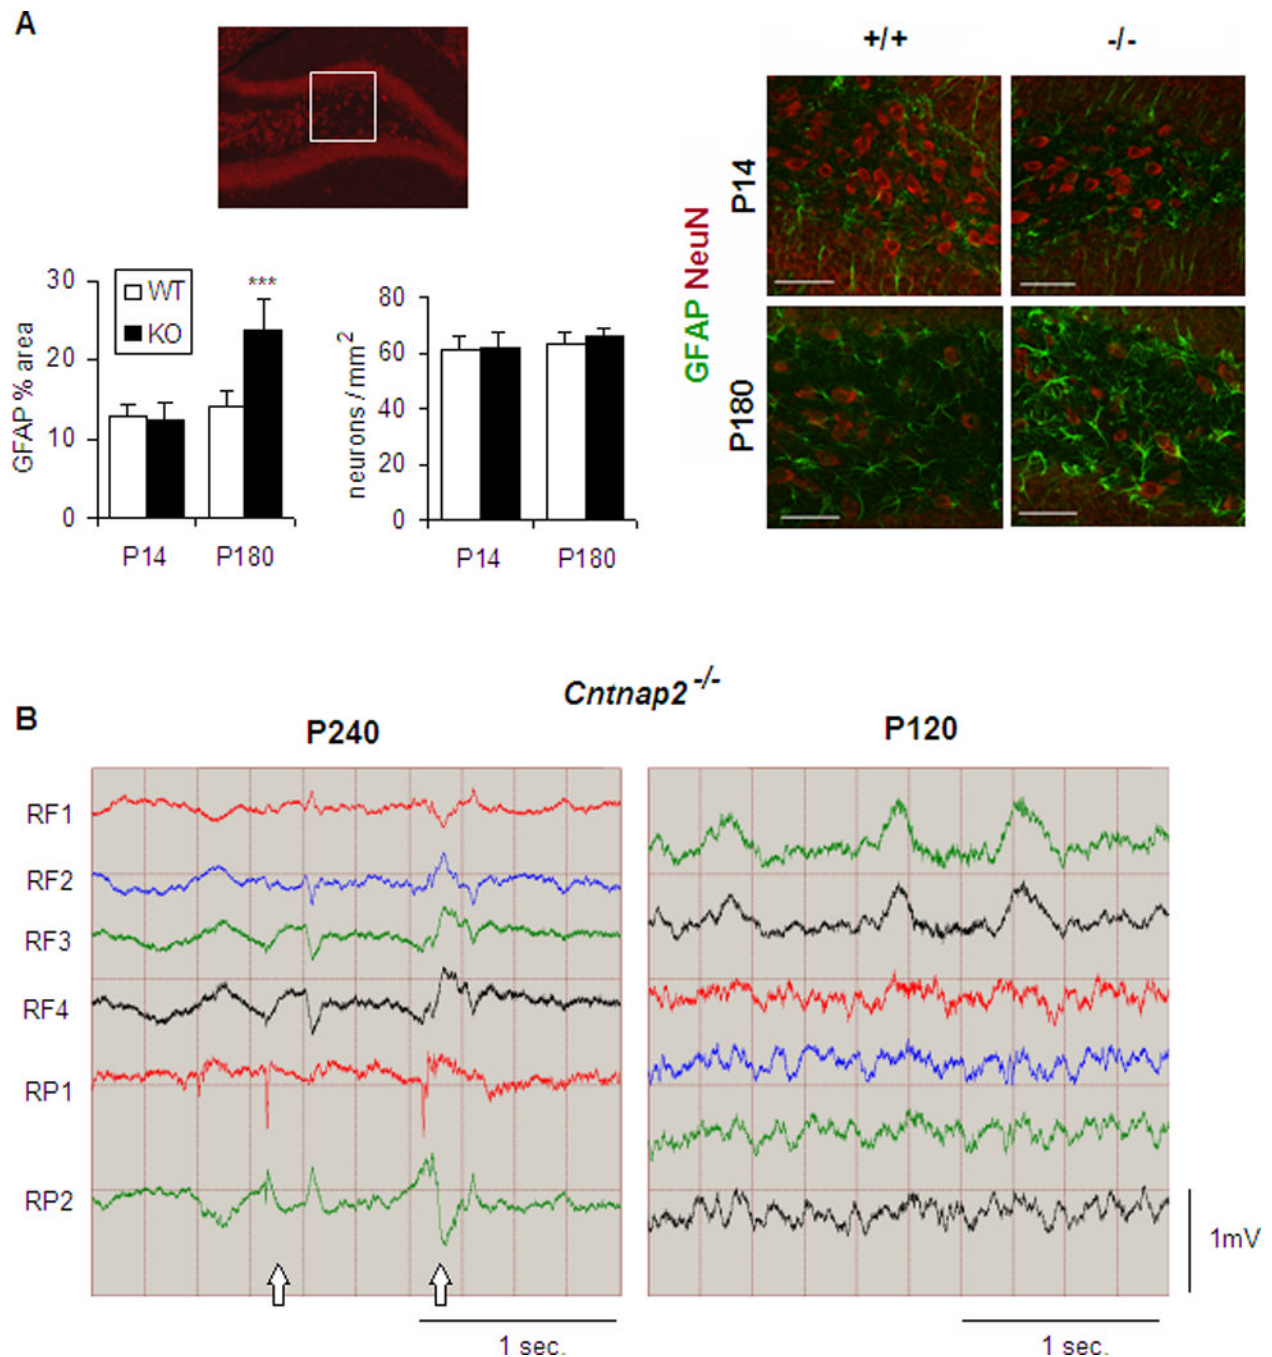 A
+/+
-/-
P14
P180
GFAP NeuN
30
20
10
0
GFAP % area
WT
KO
***
P14
P180
80
60
40
20
0
neurons / mm2
P14
P180
Cntnap2 -/-
B
P240
P120
RF1
RF2
RF3
RF4
RP1
RP2
1mV
1 sec.
1 sec.